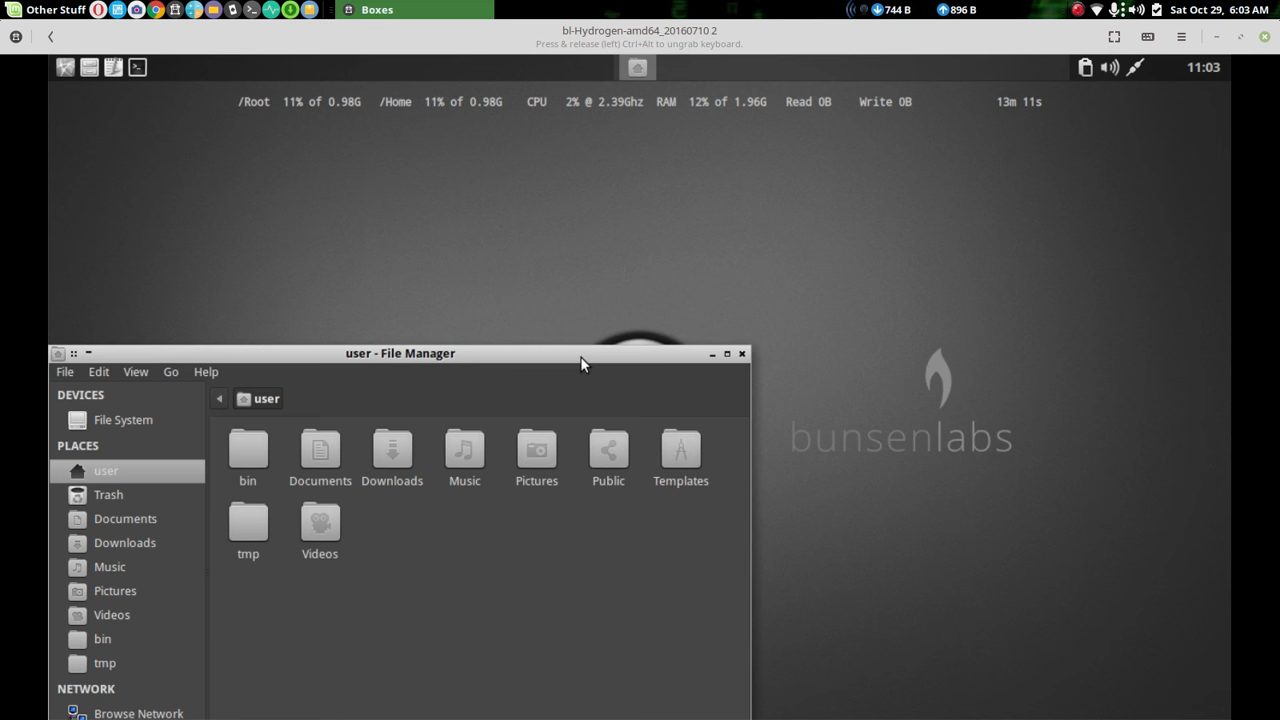 Other Stuff Boxes 744 B 896 B Sat Oct 29, 6:03 AM
bl-Hydrogen-amd64_20160710 2
Press & release (left) Ctrl+Alt to ungrab keyboard.
11:03
/Root 11% of 0.98G /Home 11% of 0.98G CPU 2% @ 2.39Ghz RAM 12% of 1.96G Read 0B Write 0B 13m 11s
user - File Manager
File Edit View Go Help
DEVICES
File System
PLACES
user
Trash
Documents
Downloads
Music
Pictures
Videos
bin
tmp
NETWORK
Browse Network
user
bin Documents Downloads Music Pictures Public Templates
tmp Videos
bunsenlabs